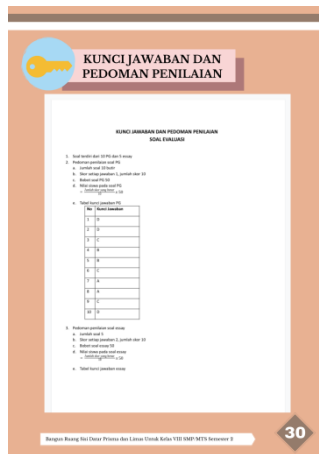 KUNCI JAWABAN DAN
PEDOMAN PENILAIAN
KUNCI JAWABAN DAN PEDOMAN PENILAIAN
SOAL EVALUASI
1. Soal terdiri dari 10 PG dan 5 essay
2. Pedoman penilaian soal PG
a. Jumlah soal 10 butir
b. Skor setiap jawaban 1, jumlah skor 10
c. Bobot soal PG 50
d. Nilai siswa pada soal PG
= × 50
e. Tabel kunci jawaban PG
No Kunci Jawaban
1 D
2 D
3 C
4 B
5 B
6 C
7 A
8 A
9 C
10 D
3. Pedoman penilaian soal essay
a. Jumlah soal 5
b. Skor setiap jawaban 2, jumlah skor 10
c. Bobot soal essay 50
d. Nilai siswa pada soal essay
= × 50
e. Tabel kunci jawaban essay
Bangun Ruang Sisi Datar Prisma dan Limas Untuk Kelas VIII SMP/MTS Semester 2
30